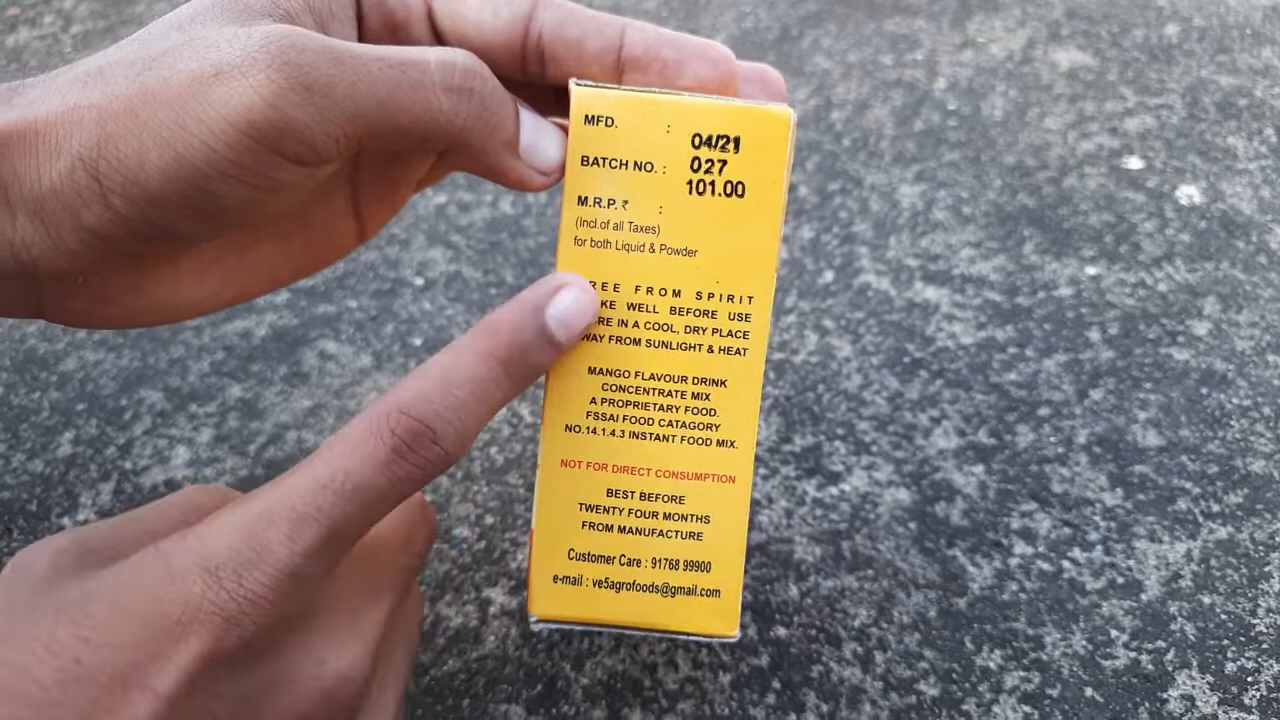 MFD. : 04/21
BATCH NO. : 027
101.00
M.R.P. ₹ :
(Incl.of all Taxes)
for both Liquid & Powder
REE FROM SPIRIT
KE WELL BEFORE USE
RE IN A COOL, DRY PLACE
WAY FROM SUNLIGHT & HEAT
MANGO FLAVOUR DRINK
CONCENTRATE MIX
A PROPRIETARY FOOD.
FSSAI FOOD CATAGORY
NO.14.1.4.3 INSTANT FOOD MIX.
NOT FOR DIRECT CONSUMPTION
BEST BEFORE
TWENTY FOUR MONTHS
FROM MANUFACTURE
Customer Care : 91768 99900
e-mail : ve5agrofoods@gmail.com